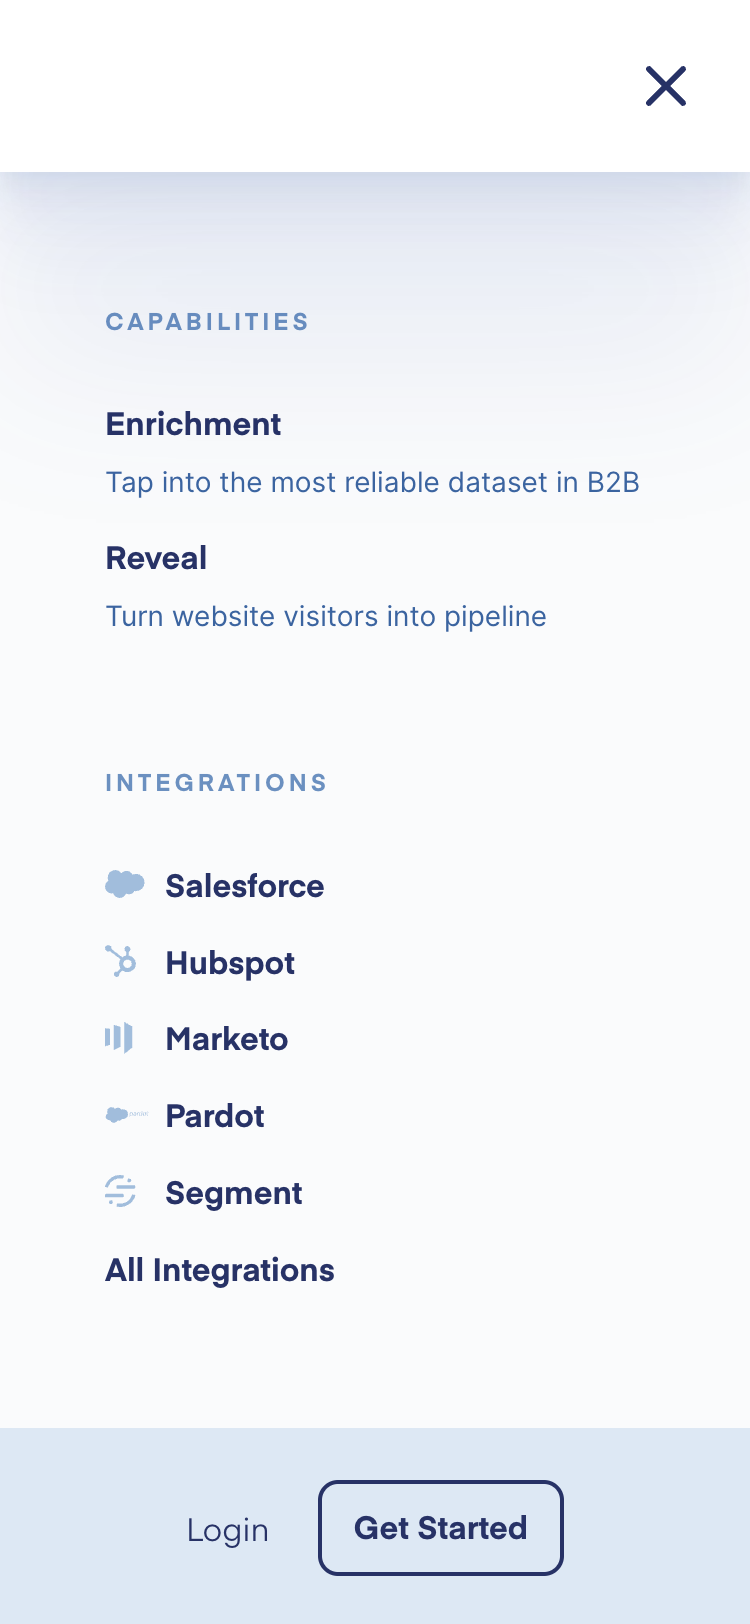 CAPABILITIES
Enrichment
Tap into the most reliable dataset in B2B
Reveal
Turn website visitors into pipeline
INTEGRATIONS
Salesforce
Hubspot
Marketo
pardot
Pardot
Segment
All Integrations
Login
Get Started